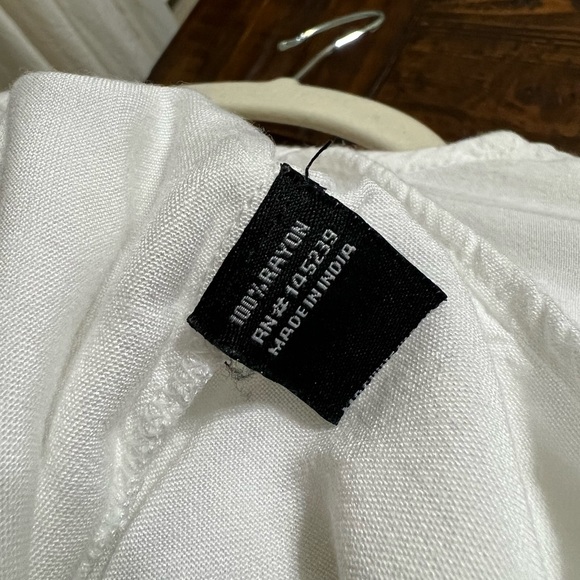 100% RAYON
RN# 145239
MADE IN INDIA